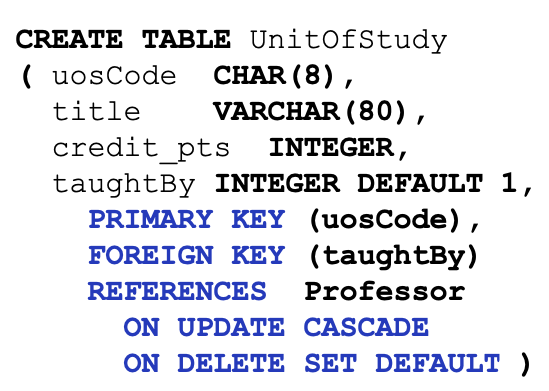 CREATE TABLE UnitOfStudy
( uosCode CHAR(8),
title VARCHAR(80),
credit_pts INTEGER,
taughtBy INTEGER DEFAULT 1,
PRIMARY KEY (uosCode),
FOREIGN KEY (taughtBy)
REFERENCES Professor
ON UPDATE CASCADE
ON DELETE SET DEFAULT )